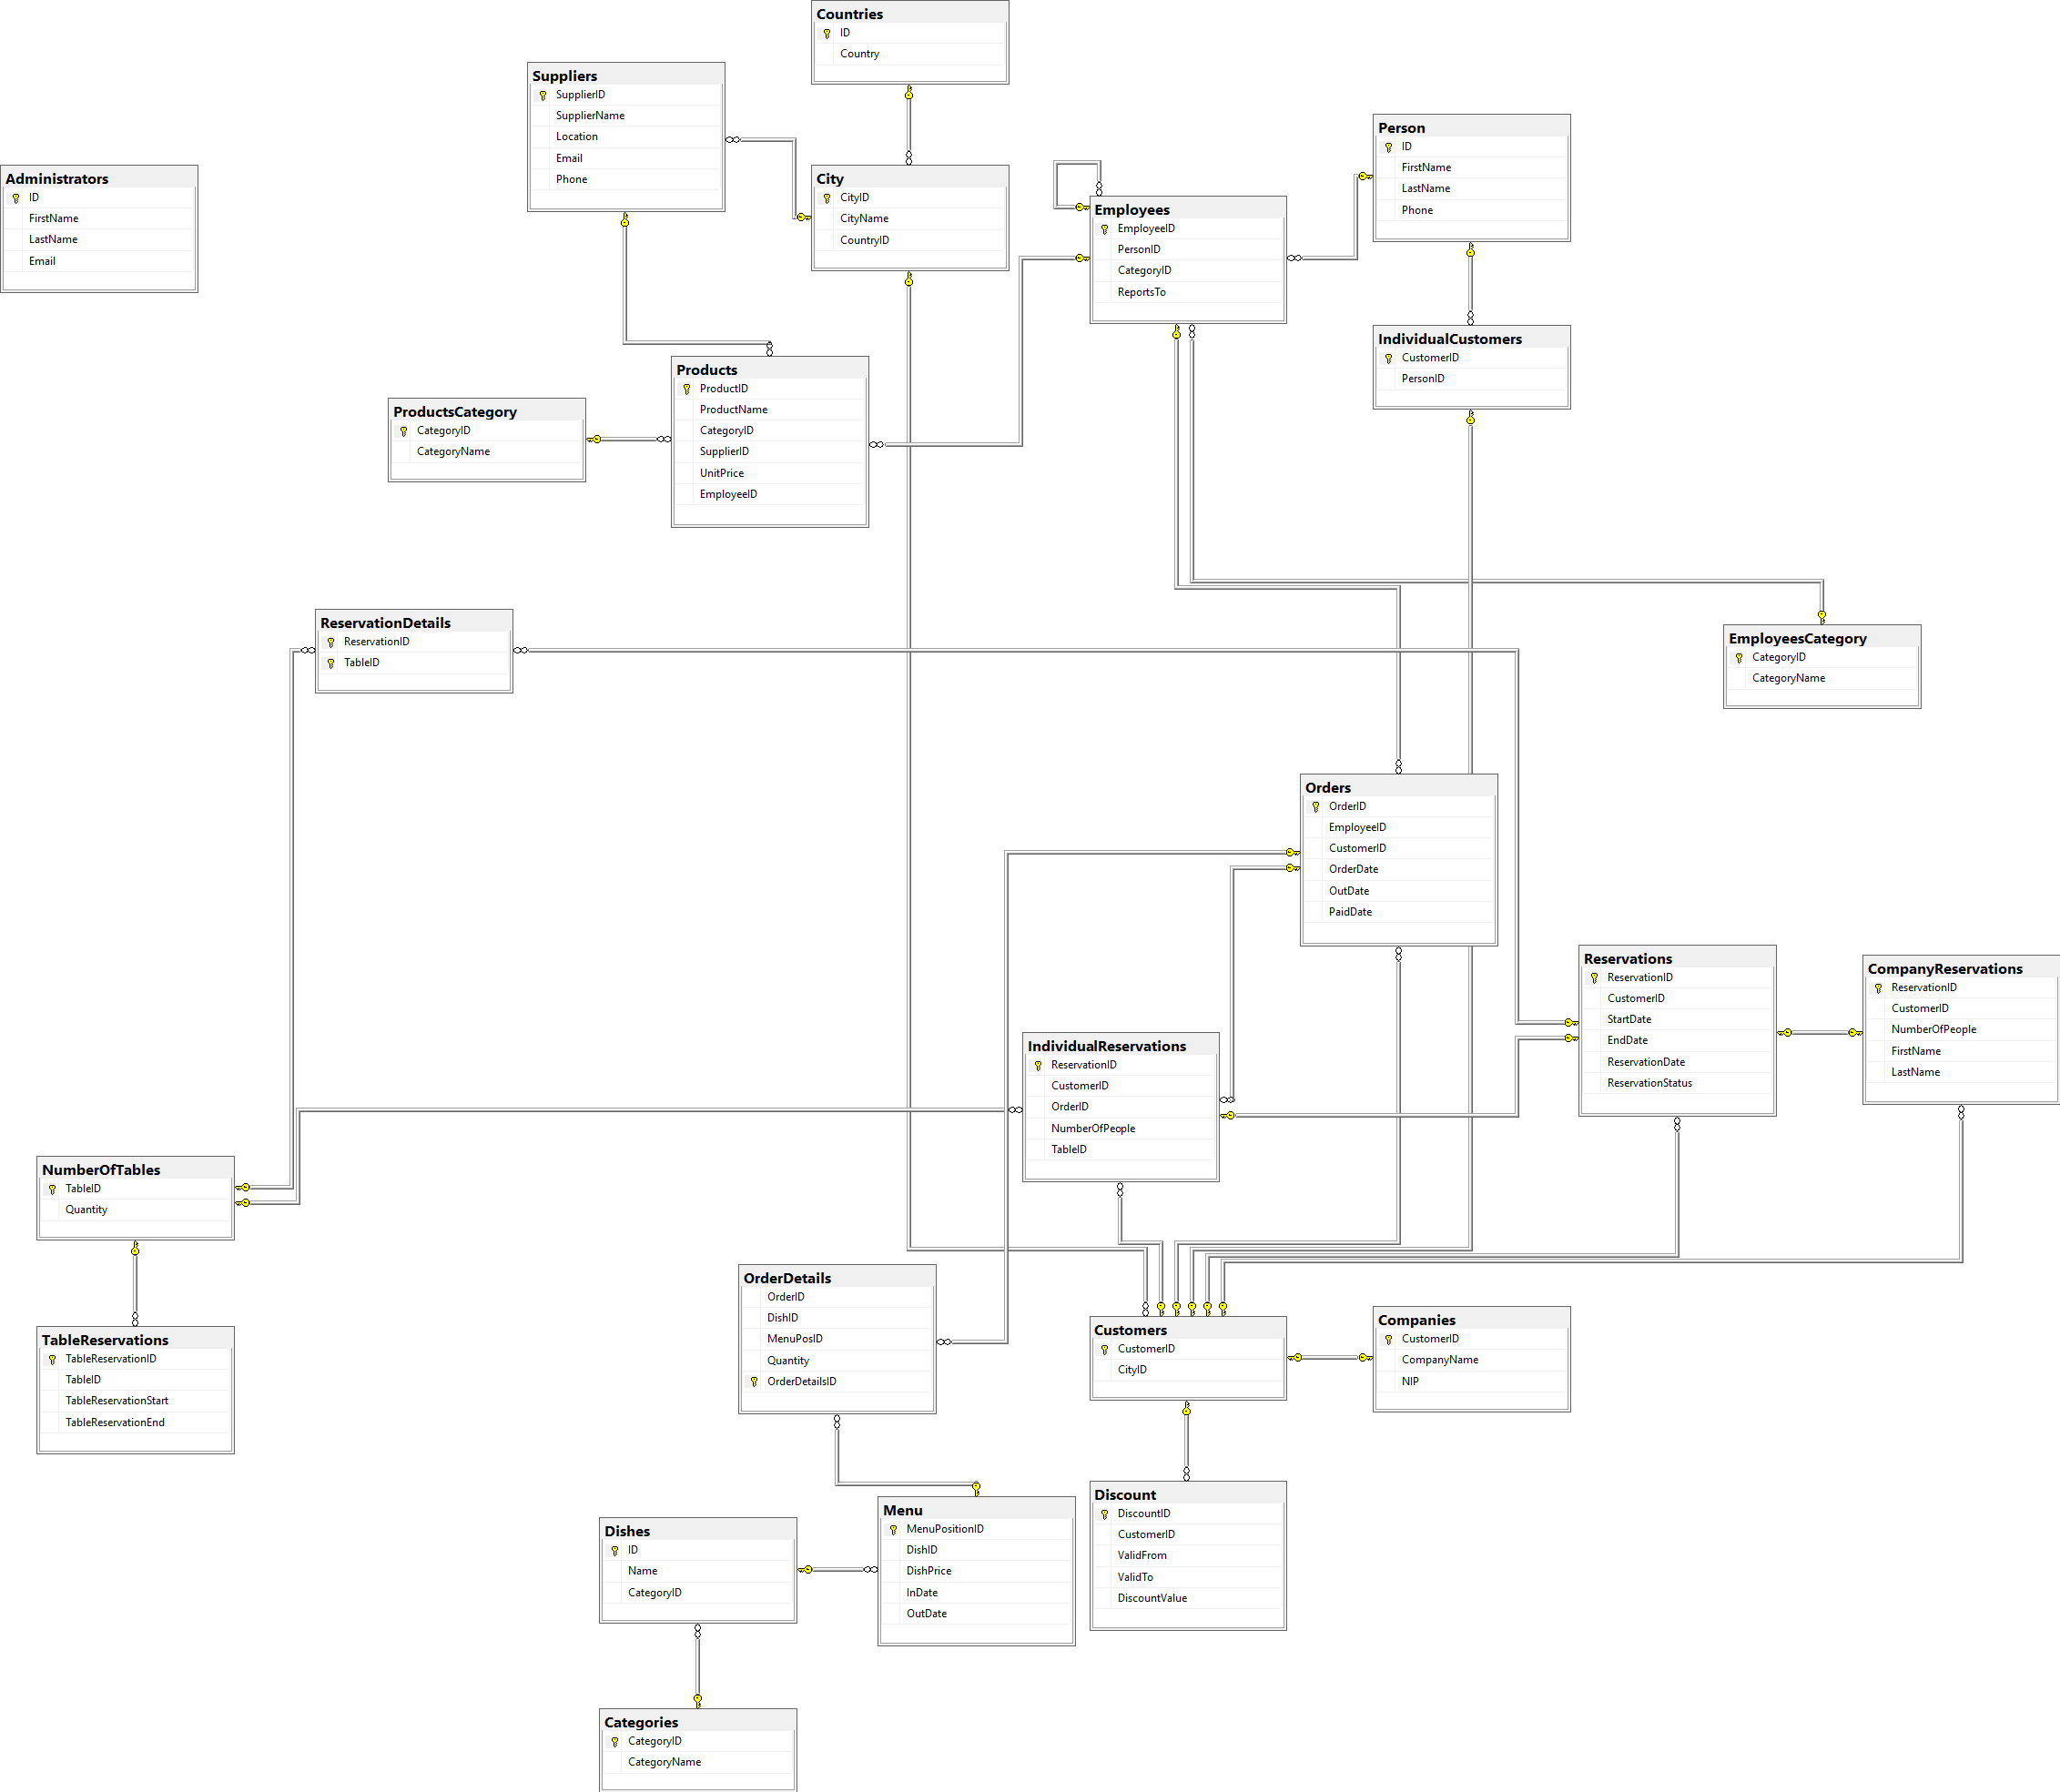 Countries
ID
Country
Suppliers
SupplierID
SupplierName
Location
Email
Phone
Person
ID
FirstName
LastName
Phone
Administrators
ID
FirstName
LastName
Email
City
CityID
CityName
CountryID
Employees
EmployeeID
PersonID
CategoryID
ReportsTo
IndividualCustomers
CustomerID
PersonID
Products
ProductID
ProductName
CategoryID
SupplierID
UnitPrice
EmployeeID
ProductsCategory
CategoryID
CategoryName
ReservationDetails
ReservationID
TableID
EmployeesCategory
CategoryID
CategoryName
Orders
OrderID
EmployeeID
CustomerID
OrderDate
OutDate
PaidDate
Reservations
ReservationID
CustomerID
StartDate
EndDate
ReservationDate
ReservationStatus
CompanyReservations
ReservationID
CustomerID
NumberOfPeople
FirstName
LastName
IndividualReservations
ReservationID
CustomerID
OrderID
NumberOfPeople
TableID
NumberOfTables
TableID
Quantity
OrderDetails
OrderID
DishID
MenuPosID
Quantity
OrderDetailsID
Customers
CustomerID
CityID
Companies
CustomerID
CompanyName
NIP
TableReservations
TableReservationID
TableID
TableReservationStart
TableReservationEnd
Discount
DiscountID
CustomerID
ValidFrom
ValidTo
DiscountValue
Menu
MenuPositionID
DishID
DishPrice
InDate
OutDate
Dishes
ID
Name
CategoryID
Categories
CategoryID
CategoryName